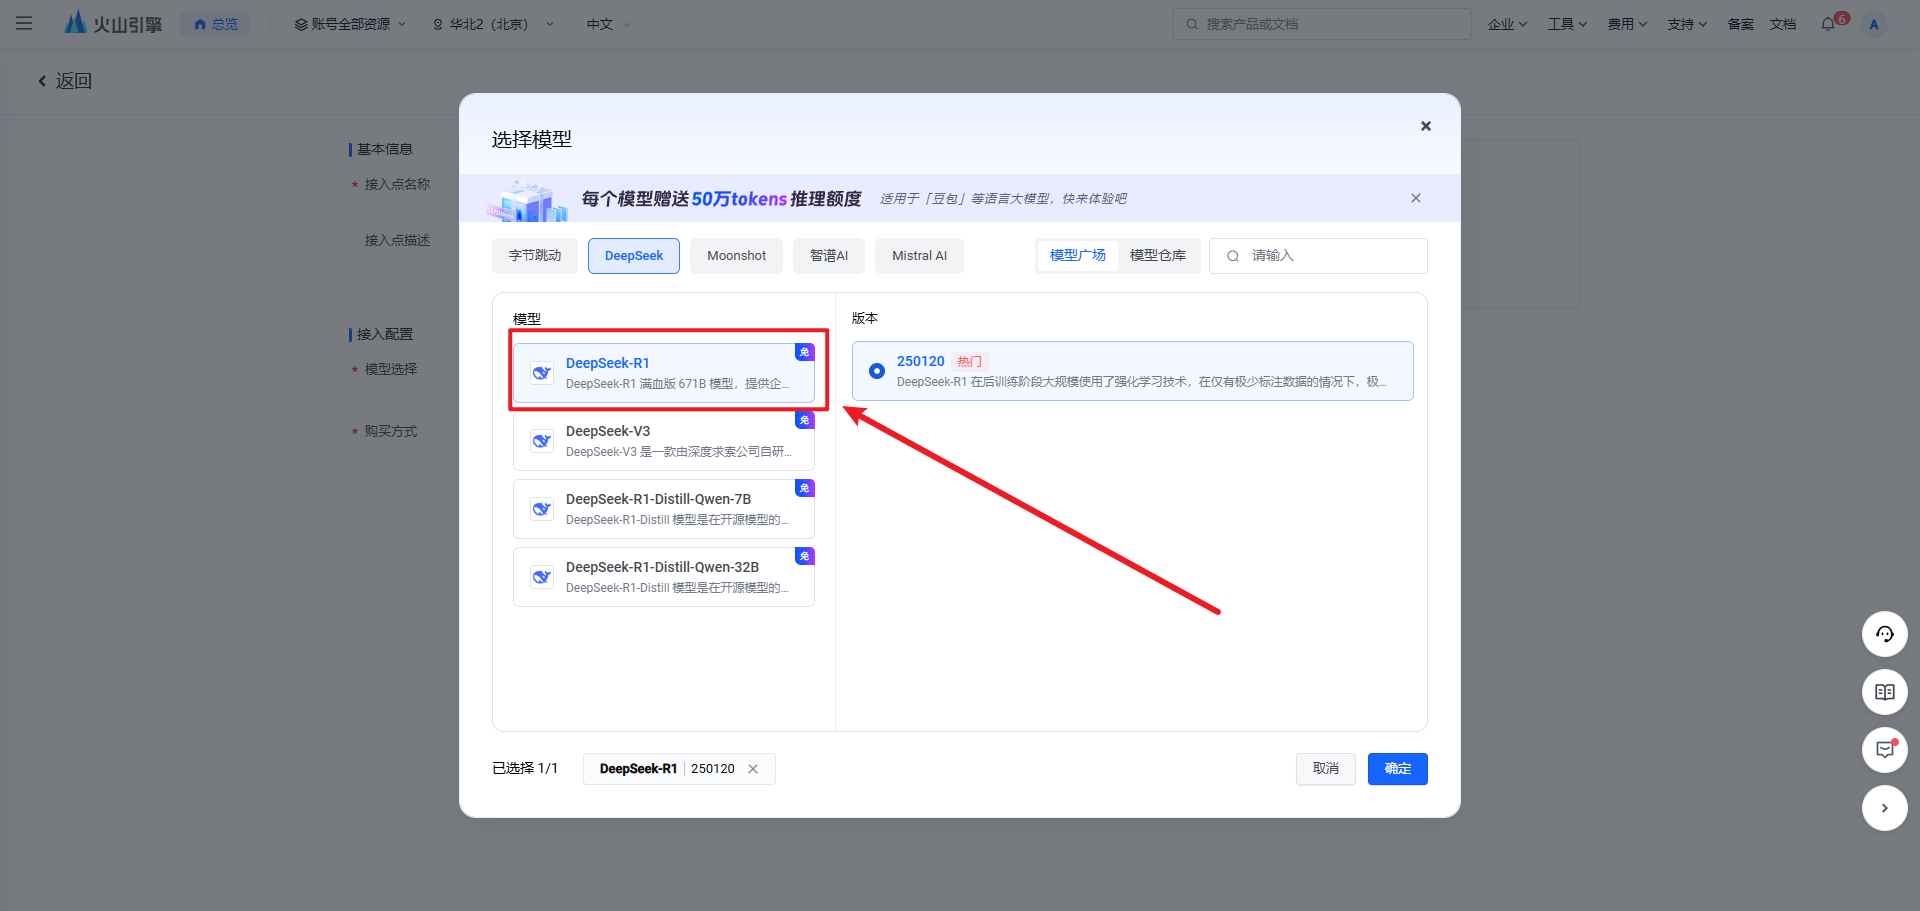 火山引擎
总览
账号全部资源
华北2（北京）
中文
搜索产品或文档
企业
工具
费用
支持
备案
文档
6
A
返回
基本信息
* 接入点名称
接入点描述
接入配置
* 模型选择
* 购买方式
选择模型
每个模型赠送50万tokens推理额度
适用于「豆包」等语言大模型，快来体验吧
字节跳动
DeepSeek
Moonshot
智谱AI
Mistral AI
模型广场
模型仓库
请输入
模型
DeepSeek-R1
免
DeepSeek-R1 满血版 671B 模型，提供企...
DeepSeek-V3
免
DeepSeek-V3 是一款由深度求索公司自研...
DeepSeek-R1-Distill-Qwen-7B
免
DeepSeek-R1-Distill 模型是在开源模型的...
DeepSeek-R1-Distill-Qwen-32B
免
DeepSeek-R1-Distill 模型是在开源模型的...
版本
250120 热门
DeepSeek-R1 在后训练阶段大规模使用了强化学习技术，在仅有极少标注数据的情况下，极...
已选择 1/1
DeepSeek-R1 | 250120
取消
确定